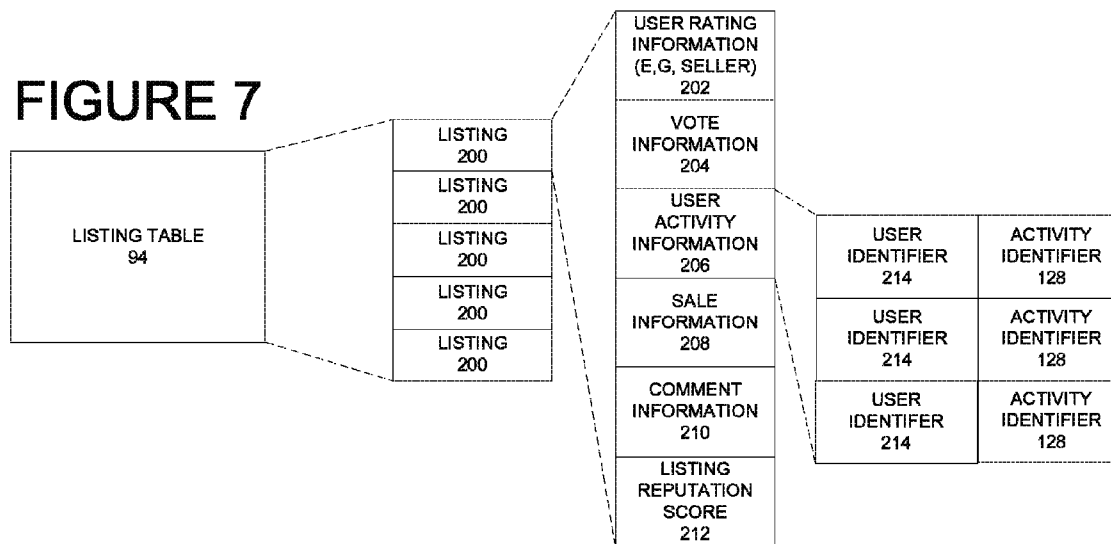 FIGURE 7
LISTING TABLE
94
LISTING
200
LISTING
200
LISTING
200
LISTING
200
LISTING
200
USER RATING
INFORMATION
(E,G, SELLER)
202
VOTE
INFORMATION
204
USER
ACTIVITY
INFORMATION
206
SALE
INFORMATION
208
COMMENT
INFORMATION
210
LISTING
REPUTATION
SCORE
212
USER
IDENTIFIER
214
ACTIVITY
IDENTIFIER
128
USER
IDENTIFIER
214
ACTIVITY
IDENTIFIER
128
USER
IDENTIFER
214
ACTIVITY
IDENTIFIER
128